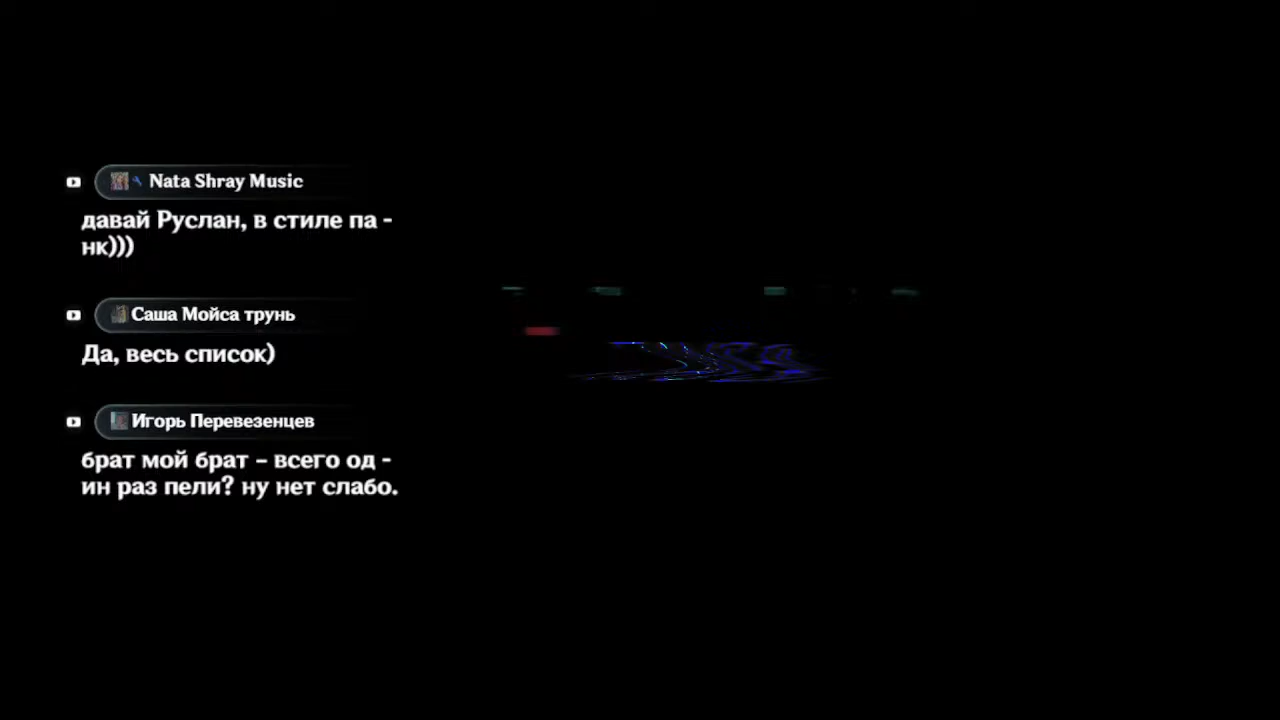 Nata Shray Music
давай Руслан, в стиле па -
нк)))
Саша Мойса трунь
Да, весь список)
Игорь Перевезенцев
брат мой брат – всего од -
ин раз пели? ну нет слабо.